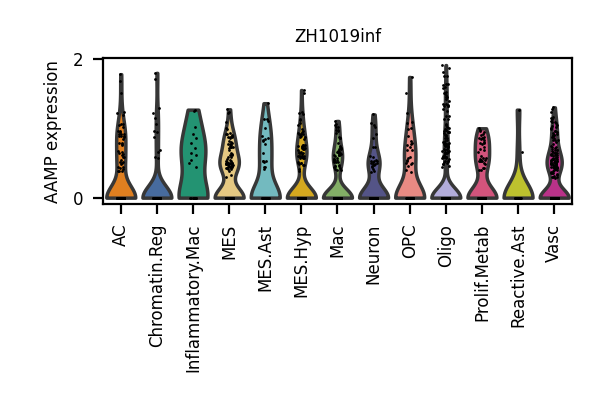 ZH1019inf
AAMP expression
2
0
AC
Chromatin.Reg
Inflammatory.Mac
MES
MES.Ast
MES.Hyp
Mac
Neuron
OPC
Oligo
Prolif.Metab
Reactive.Ast
Vasc